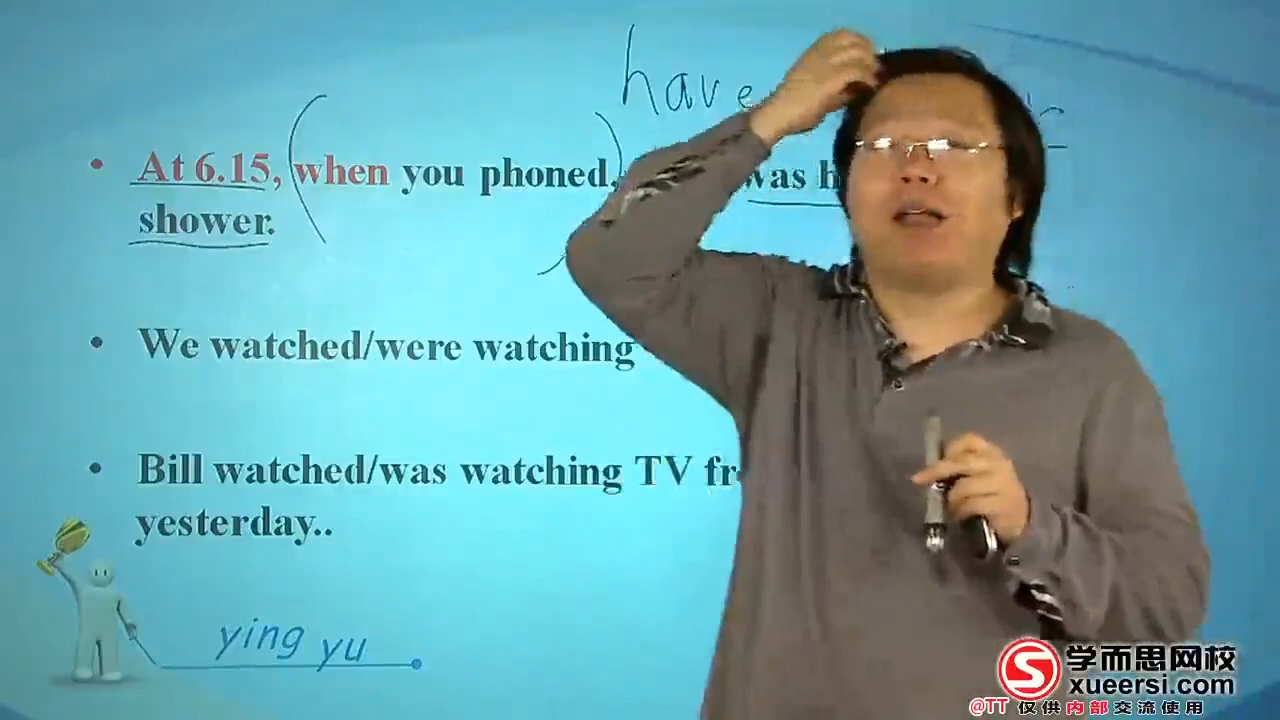 have
• At 6.15, when you phoned, was h
shower.
• We watched/were watching
• Bill watched/was watching TV fr
yesterday..
ying yu
学而思网校
xueersi.com
@TT 仅供内部交流使用